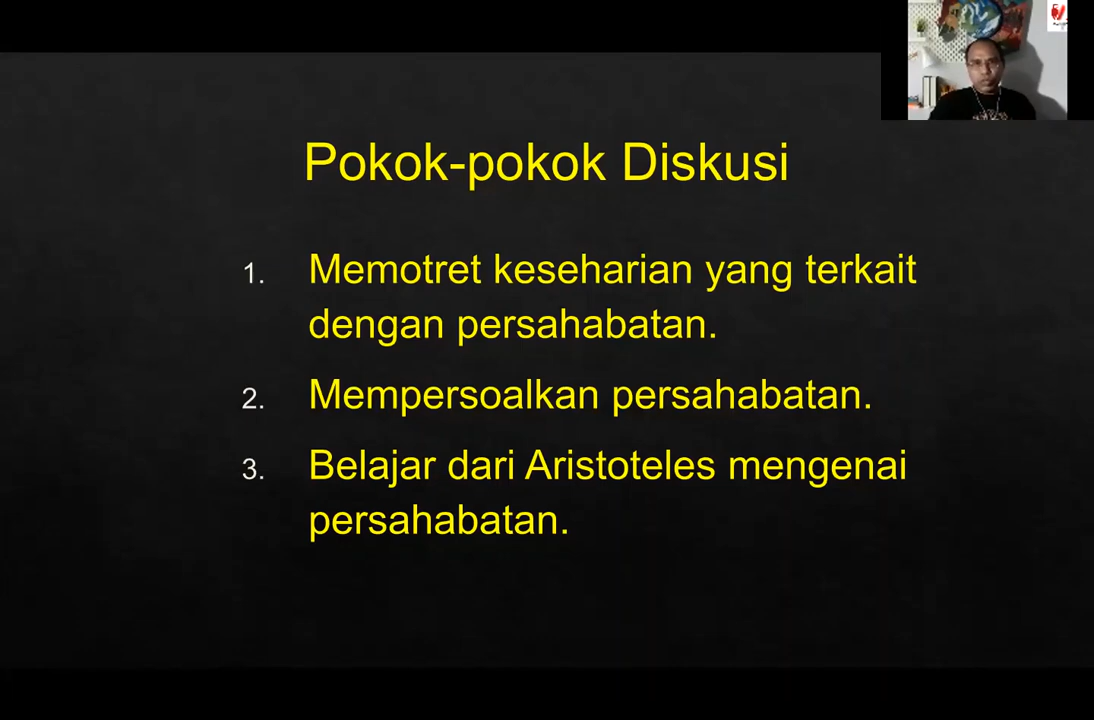 Pokok-pokok Diskusi
1. Memotret keseharian yang terkait
dengan persahabatan.
2. Mempersoalkan persahabatan.
3. Belajar dari Aristoteles mengenai
persahabatan.